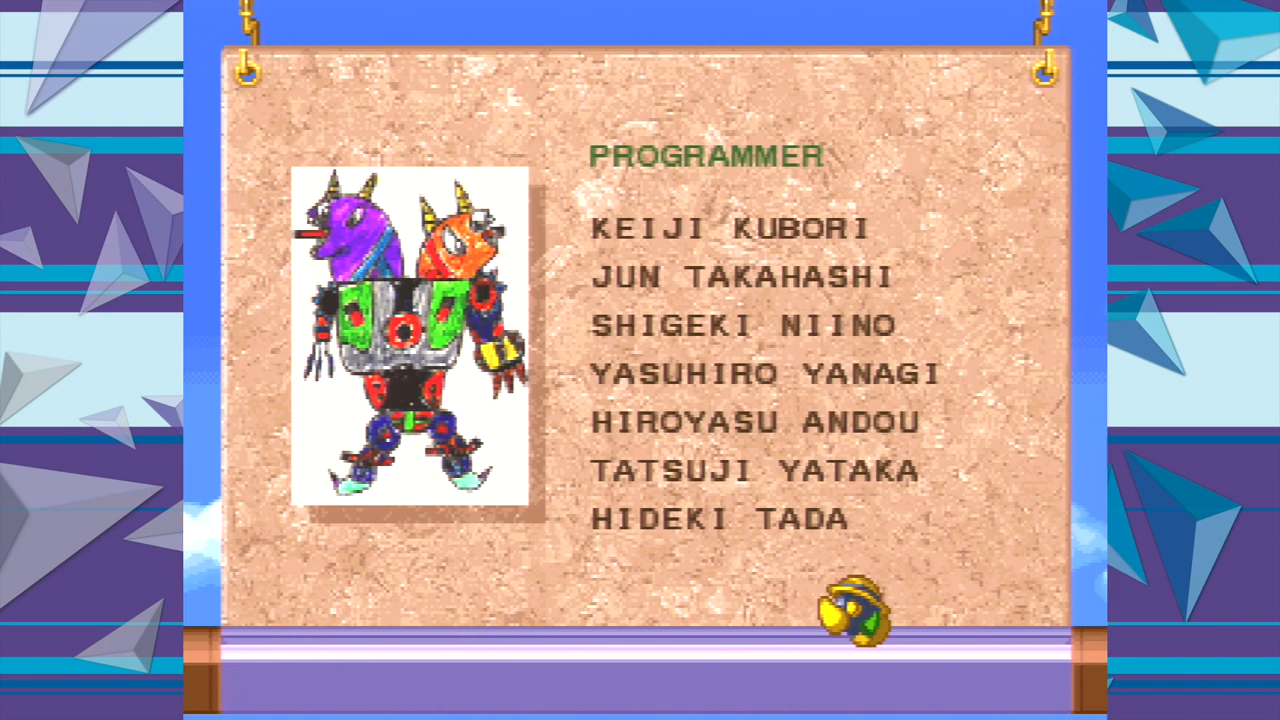 PROGRAMMER
KEIJI KUBORI
JUN TAKAHASHI
SHIGEKI NIINO
YASUHIRO YANAGI
HIROYASU ANDOU
TATSUJI YATAKA
HIDEKI TADA